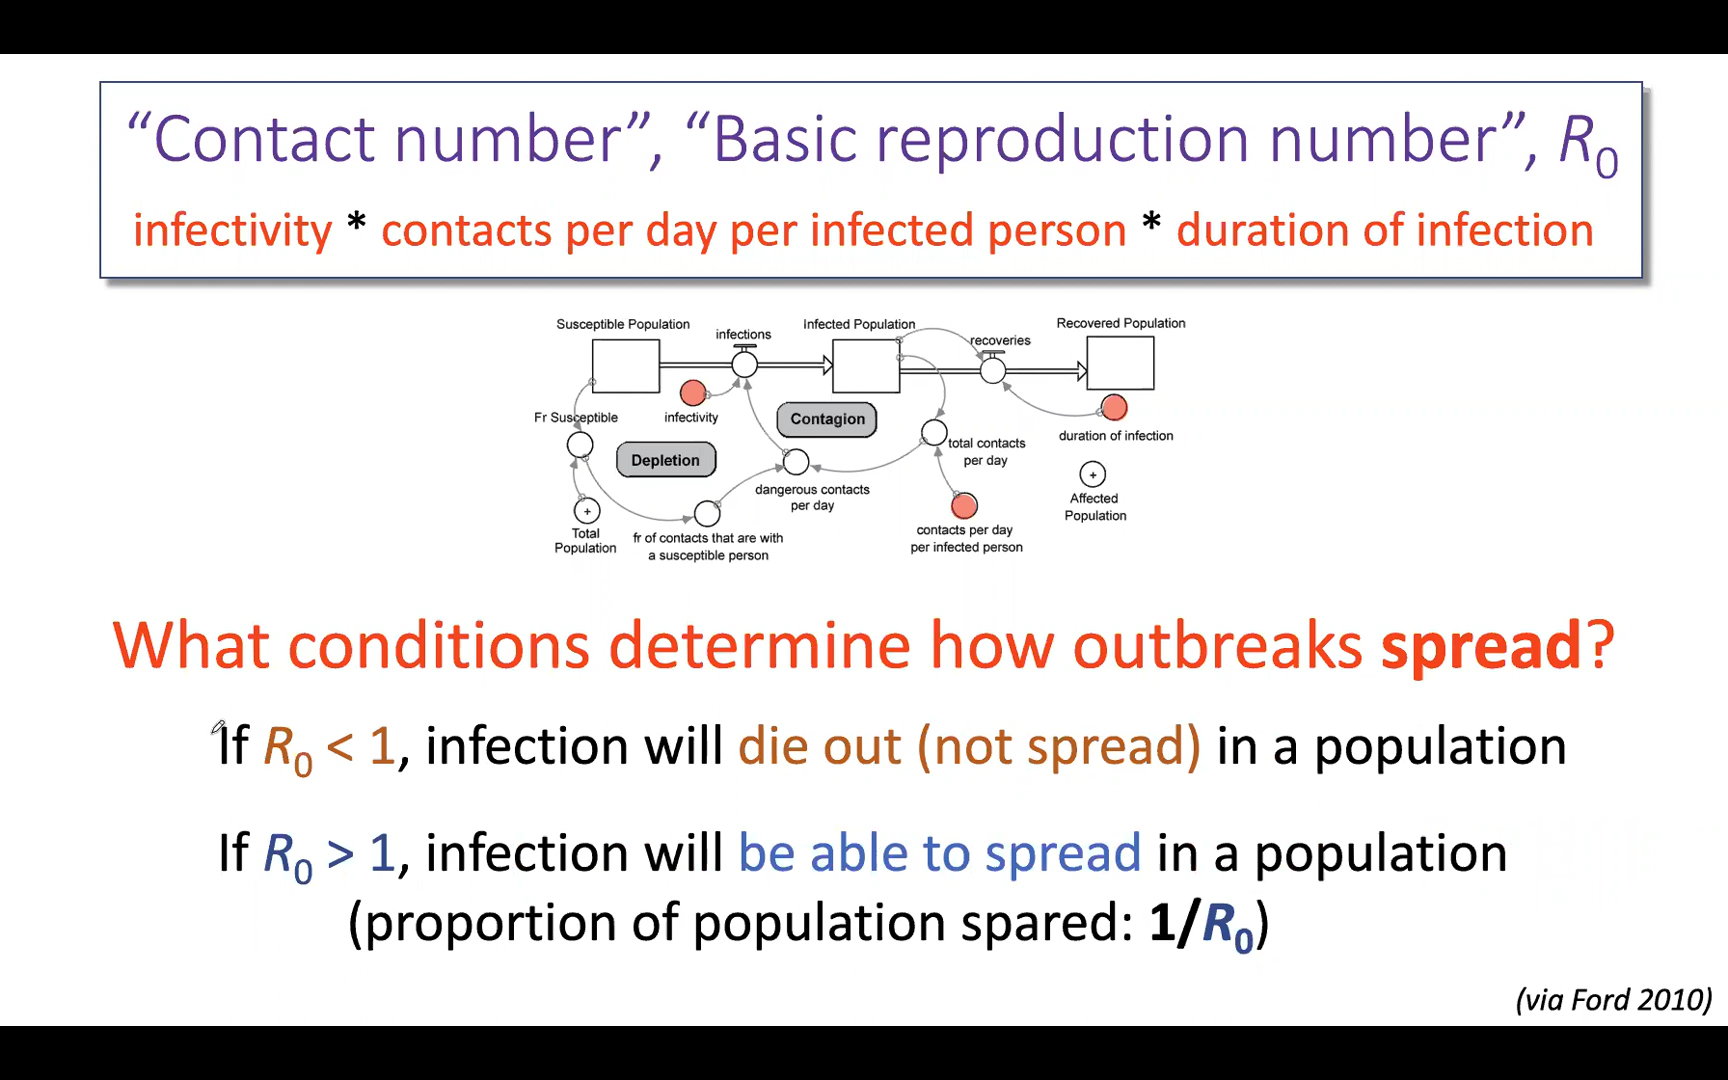 “Contact number”, “Basic reproduction number”, R₀
infectivity * contacts per day per infected person * duration of infection
Susceptible Population
infections
Infected Population
recoveries
Recovered Population
infectivity
Fr Susceptible
Contagion
duration of infection
Depletion
total contacts
per day
dangerous contacts
per day
Affected
Population
Total
Population
fr of contacts that are with
a susceptible person
contacts per day
per infected person
What conditions determine how outbreaks spread?
If R₀ < 1, infection will die out (not spread) in a population
If R₀ > 1, infection will be able to spread in a population
(proportion of population spared: 1/R₀)
(via Ford 2010)